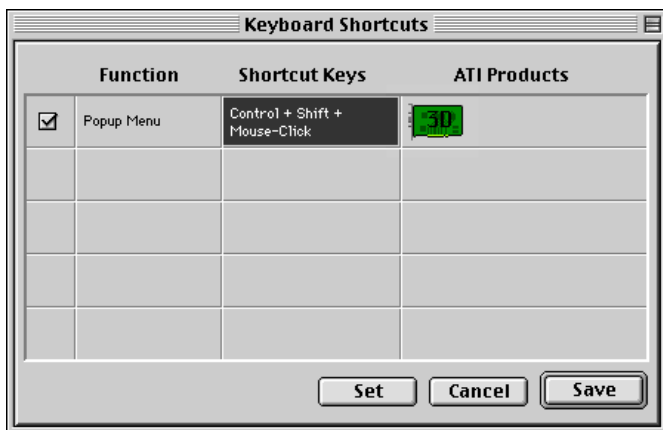 Keyboard Shortcuts
Function Shortcut Keys ATI Products
Popup Menu
Control + Shift +
Mouse-Click
3D
Set Cancel Save